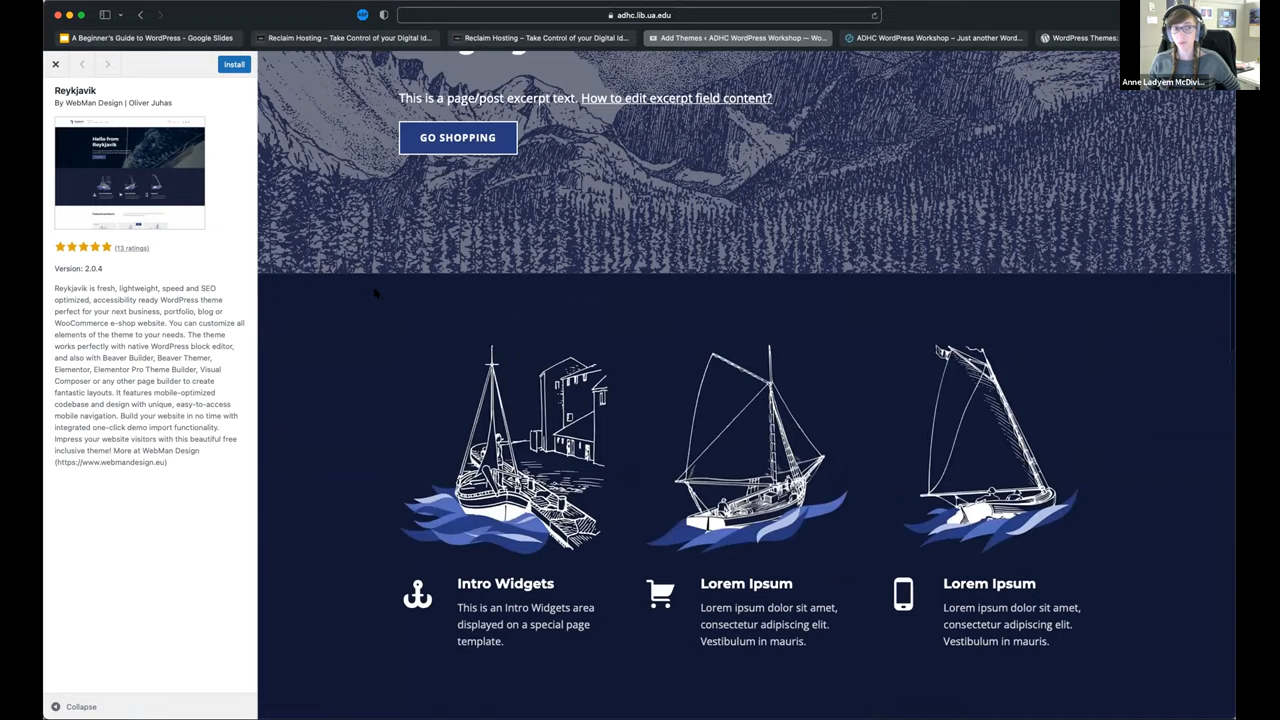 adhc.lib.ua.edu
A Beginner's Guide to WordPress - Google Slides
Reclaim Hosting – Take Control of your Digital Id...
Reclaim Hosting – Take Control of your Digital Id...
Add Themes ‹ ADHC WordPress Workshop — Wo...
ADHC WordPress Workshop – Just another Word...
WordPress Themes:
Anne Ladyem McDivi...
Install
Reykjavik
By WebMan Design | Oliver Juhas
Hello from
Reykjavik
(13 ratings)
Version: 2.0.4
Reykjavik is fresh, lightweight, speed and SEO
optimized, accessibility ready WordPress theme
perfect for your next business, portfolio, blog or
WooCommerce e-shop website. You can customize all
elements of the theme to your needs. The theme
works perfectly with native WordPress block editor,
and also with Beaver Builder, Beaver Themer,
Elementor, Elementor Pro Theme Builder, Visual
Composer or any other page builder to create
fantastic layouts. It features mobile-optimized
codebase and design with unique, easy-to-access
mobile navigation. Build your website in no time with
integrated one-click demo import functionality.
Impress your website visitors with this beautiful free
inclusive theme! More at WebMan Design
(https://www.webmandesign.eu)
Collapse
This is a page/post excerpt text. How to edit excerpt field content?
GO SHOPPING
Intro Widgets
This is an Intro Widgets area
displayed on a special page
template.
Lorem Ipsum
Lorem ipsum dolor sit amet,
consectetur adipiscing elit.
Vestibulum in mauris.
Lorem Ipsum
Lorem ipsum dolor sit amet,
consectetur adipiscing elit.
Vestibulum in mauris.